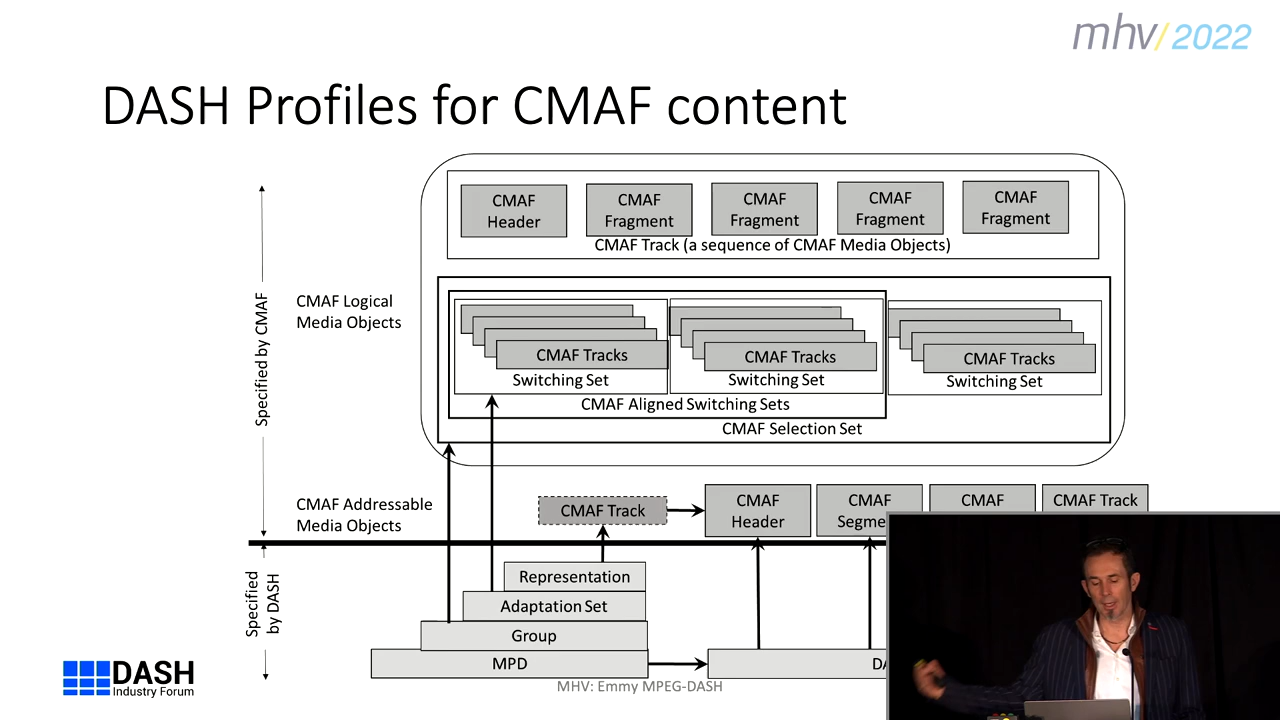 mhv/2022
DASH Profiles for CMAF content
CMAF
Header
CMAF
Fragment
CMAF
Fragment
CMAF
Fragment
CMAF
Fragment
CMAF Track (a sequence of CMAF Media Objects)
Specified by CMAF
CMAF Logical
Media Objects
CMAF Tracks
Switching Set
CMAF Tracks
Switching Set
CMAF Tracks
Switching Set
CMAF Aligned Switching Sets
CMAF Selection Set
CMAF Addressable
Media Objects
CMAF Track
CMAF
Header
CMAF
Segme
CMAF
CMAF Track
Specified
by DASH
Representation
Adaptation Set
Group
MPD
DA
DASH
Industry Forum
MHV: Emmy MPEG-DASH